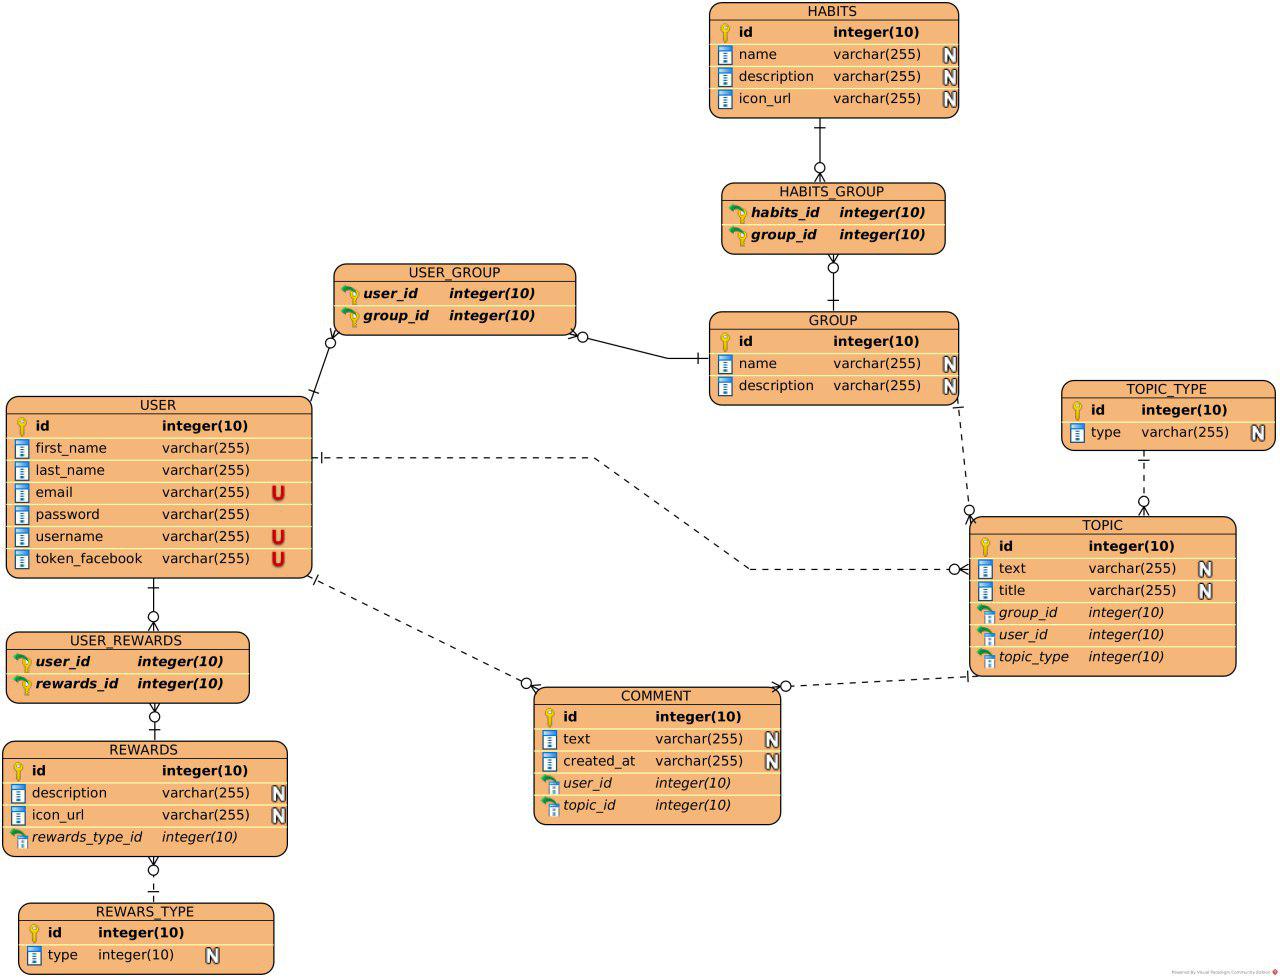 HABITS
id integer(10)
name varchar(255) N
description varchar(255) N
icon_url varchar(255) N
HABITS_GROUP
habits_id integer(10)
group_id integer(10)
USER_GROUP
user_id integer(10)
group_id integer(10)
GROUP
id integer(10)
name varchar(255) N
description varchar(255) N
TOPIC_TYPE
id integer(10)
type varchar(255) N
USER
id integer(10)
first_name varchar(255)
last_name varchar(255)
email varchar(255) U
password varchar(255)
username varchar(255) U
token_facebook varchar(255) U
TOPIC
id integer(10)
text varchar(255) N
title varchar(255) N
group_id integer(10)
user_id integer(10)
topic_type integer(10)
USER_REWARDS
user_id integer(10)
rewards_id integer(10)
COMMENT
id integer(10)
text varchar(255) N
created_at varchar(255) N
user_id integer(10)
topic_id integer(10)
REWARDS
id integer(10)
description varchar(255) N
icon_url varchar(255) N
rewards_type_id integer(10)
REWARS_TYPE
id integer(10)
type integer(10) N
Powered By Visual Paradigm Community Edition